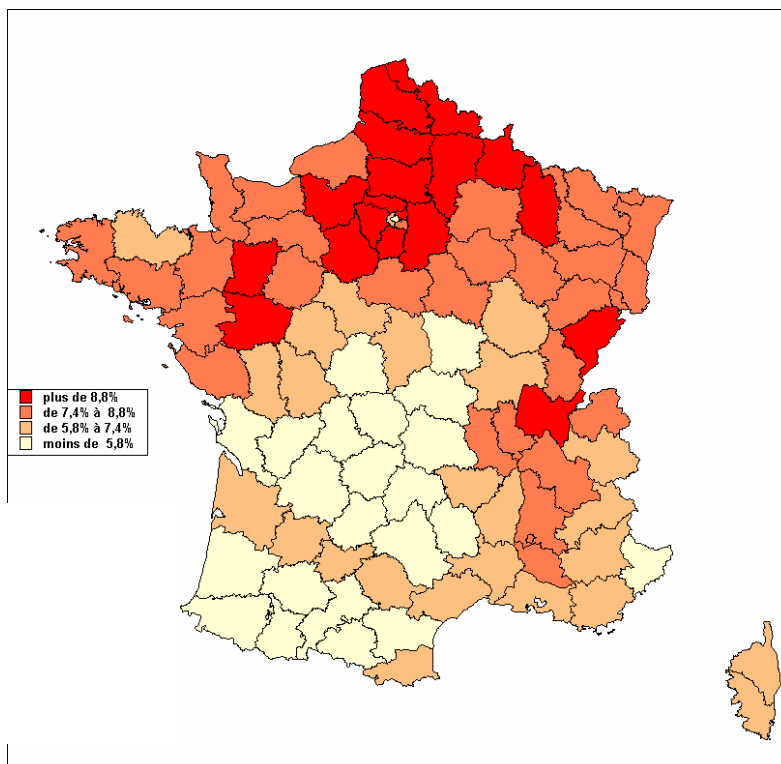 plus de 8,8%
de 7,4% à 8,8%
de 5,8% à 7,4%
moins de 5,8%